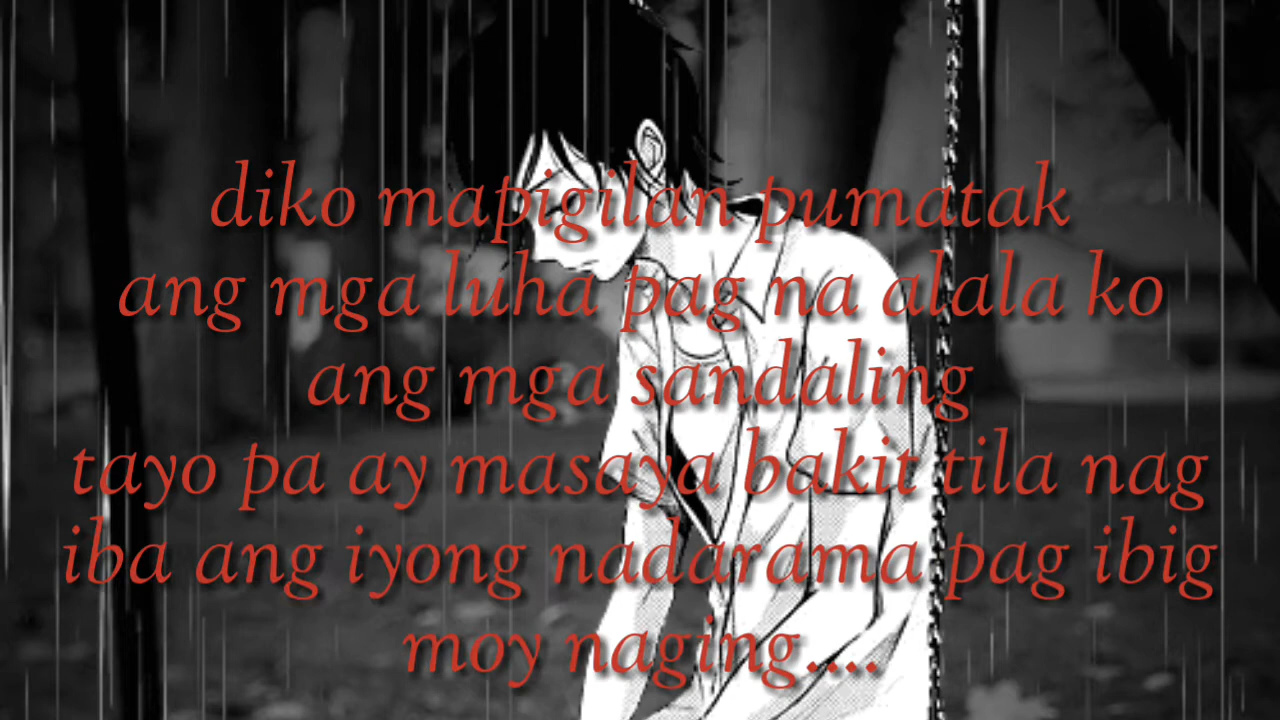 diko mapigilan pumatak
ang mga luha pag na alala ko
ang mga sandaling
tayo pa ay masaya bakit tila nag
iba ang iyong nadarama pag ibig
moy naging....